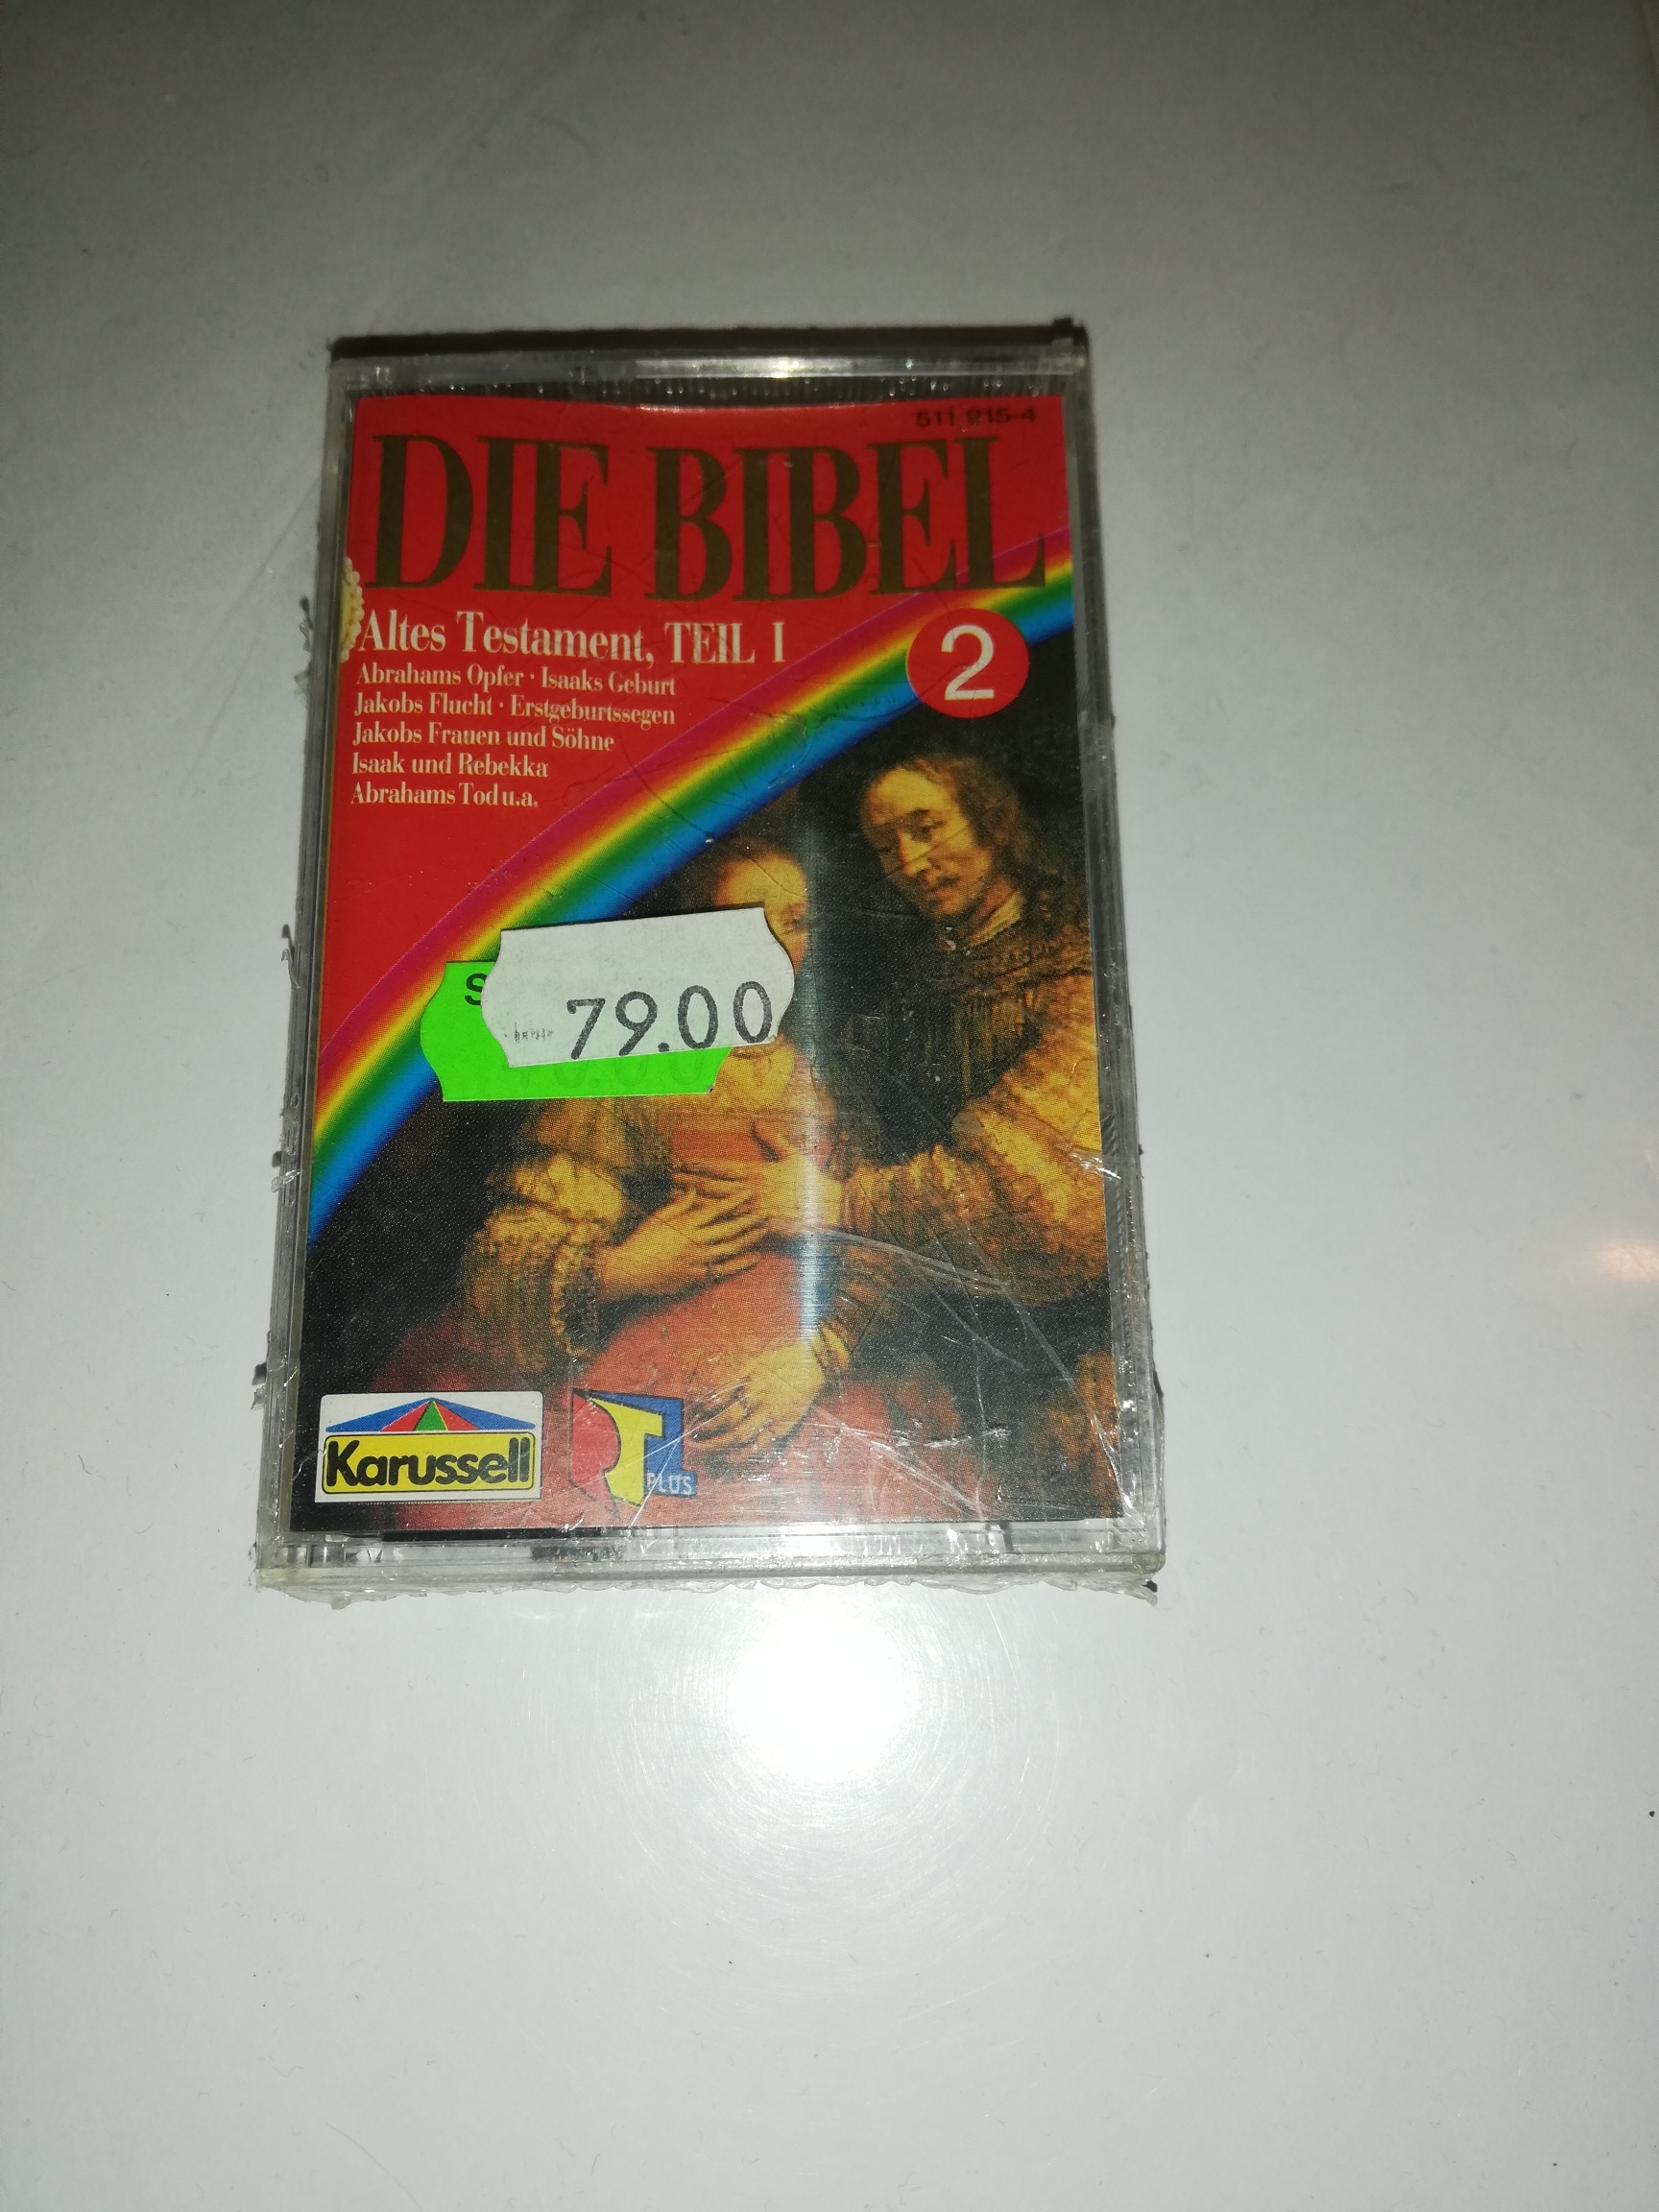 511 915-4
DIE BIBEL
Altes Testament, TEIL I
2
Abrahams Opfer · Isaaks Geburt
Jakobs Flucht · Erstgeburtssegen
Jakobs Frauen und Söhne
Isaak und Rebekka
Abrahams Tod u.a.
S
79.00
Karussell
RT
PLUS